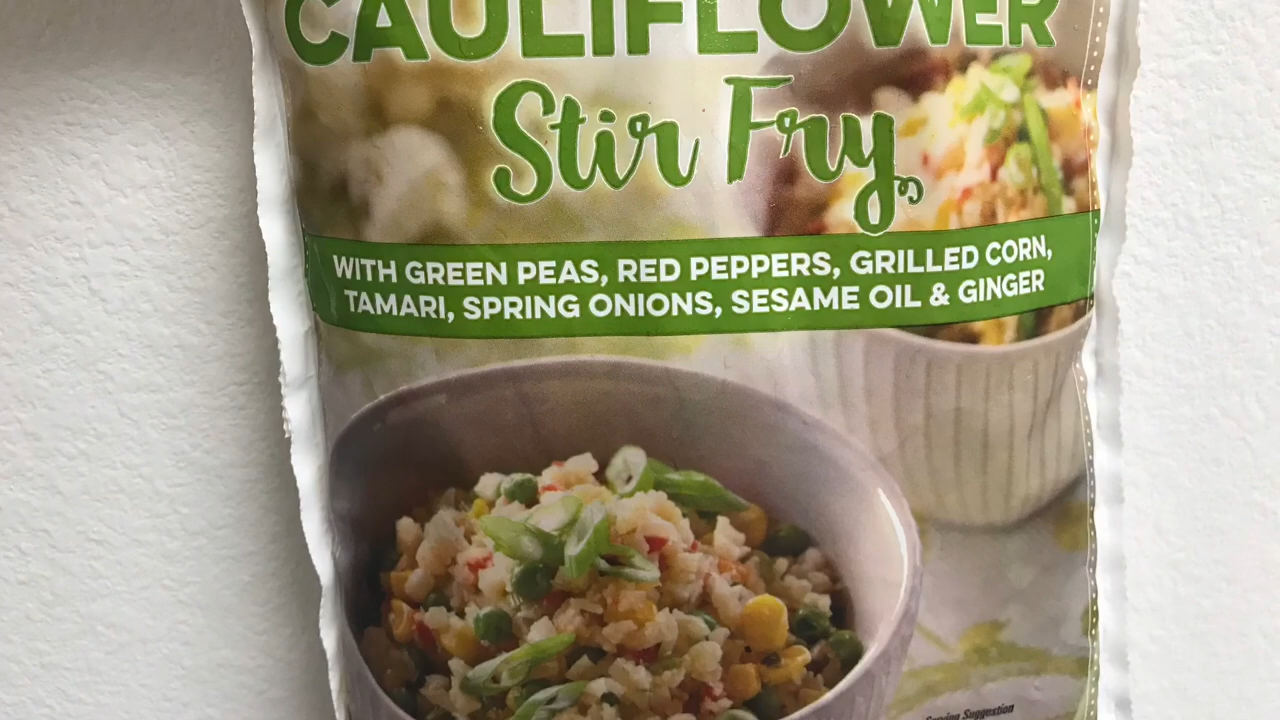 CAULIFLOWER
Stir Fry
WITH GREEN PEAS, RED PEPPERS, GRILLED CORN,
TAMARI, SPRING ONIONS, SESAME OIL & GINGER
Serving Suggestion